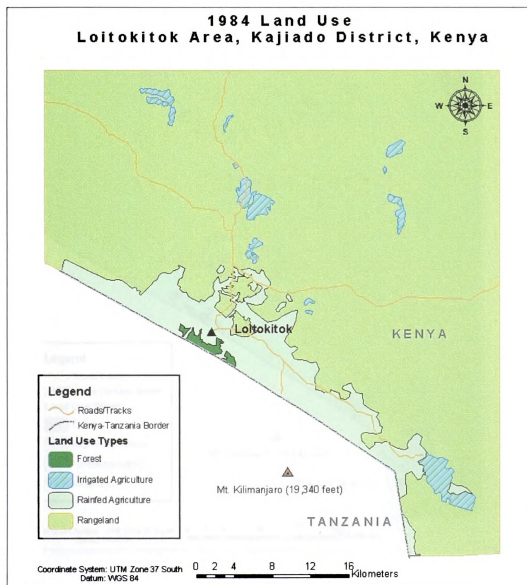 1984 Land Use
Loitokitok Area, Kajiado District, Kenya
N
W E
S
Loitokitok
KENYA
Legend
Roads/Tracks
Kenya-Tanzania Border
Land Use Types
Forest
Irrigated Agriculture
Rainfed Agriculture
Rangeland
Mt. Kilimanjaro (19,340 feet)
TANZANIA
Coordinate System: UTM Zone 37 South
Datum: WGS 84
0 2 4 8 12 16
Kilometers